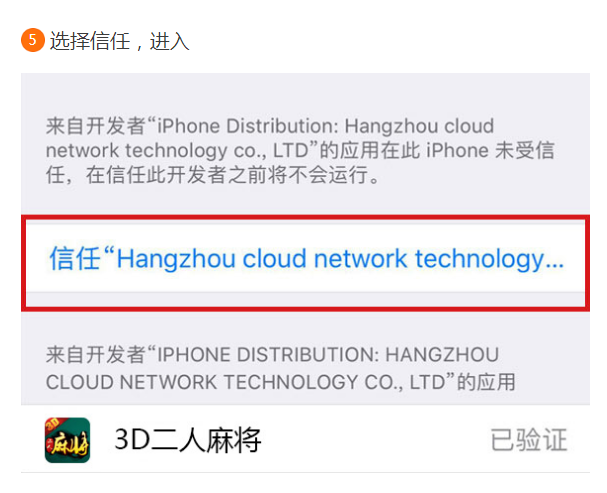 5 选择信任，进入
来自开发者“iPhone Distribution: Hangzhou cloud
network technology co., LTD”的应用在此 iPhone 未受信
任，在信任此开发者之前将不会运行。
信任“Hangzhou cloud network technology...
来自开发者“IPHONE DISTRIBUTION: HANGZHOU
CLOUD NETWORK TECHNOLOGY CO., LTD”的应用
3D
麻将
3D二人麻将 已验证